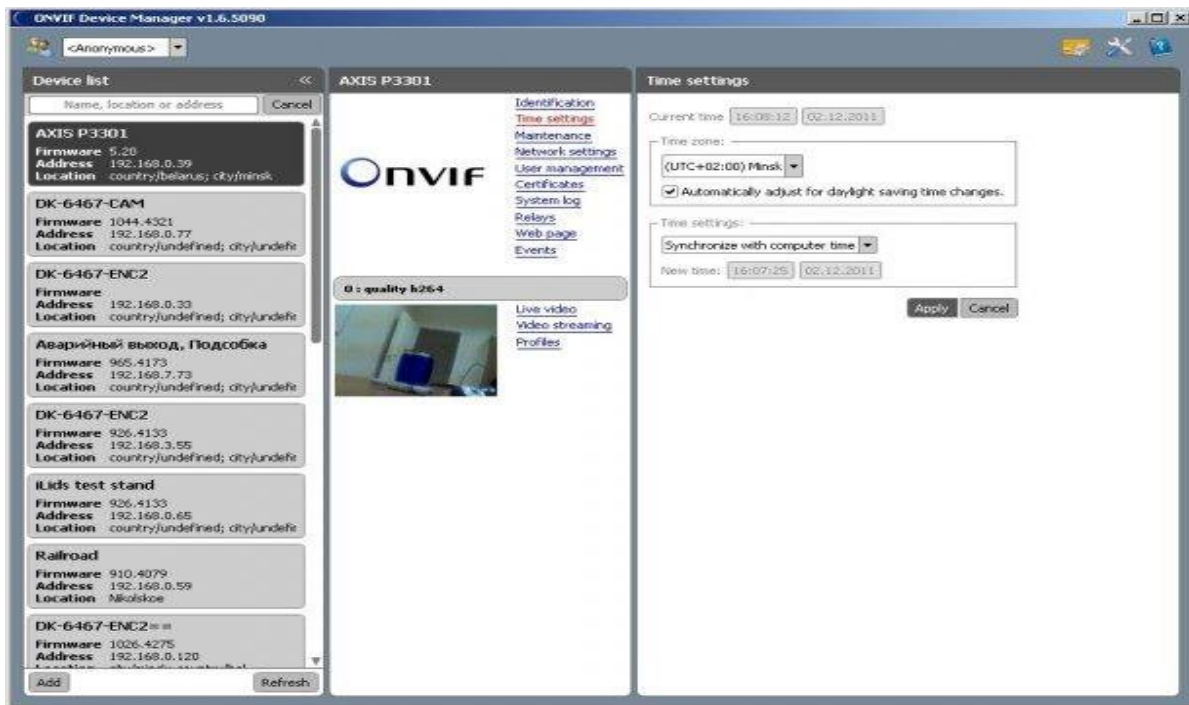 ONVIF Device Manager v1.6.5090
<Anonymous>
Device list
Name, location or address
Cancel
AXIS P3301
Firmware 5.20
Address 192.168.0.39
Location country/belarus; city/minsk
DK-6467-CAM
Firmware 1044.4321
Address 192.168.0.77
Location country/undefined; city/undefin
DK-6467-ENC2
Firmware
Address 192.168.0.33
Location country/undefined; city/undefin
Аварийный выход, Подсобка
Firmware 965.4173
Address 192.168.7.73
Location country/undefined; city/undefin
DK-6467-ENC2
Firmware 926.4133
Address 192.168.3.55
Location country/undefined; city/undefin
iLids test stand
Firmware 926.4133
Address 192.168.0.65
Location country/undefined; city/undefin
Railroad
Firmware 910.4079
Address 192.168.0.59
Location Nikolskoe
DK-6467-ENC2==
Firmware 1026.4275
Address 192.168.0.120
Add
Refresh
AXIS P3301
ONVIF
Identification
Time settings
Maintenance
Network settings
User management
Certificates
System log
Relays
Web page
Events
0 : quality h264
Live video
Video streaming
Profiles
Time settings
Current time 16:08:12 02.12.2011
Time zone:
(UTC+02:00) Minsk
Automatically adjust for daylight saving time changes.
Time settings:
Synchronize with computer time
New time: 16:07:25 02.12.2011
Apply
Cancel